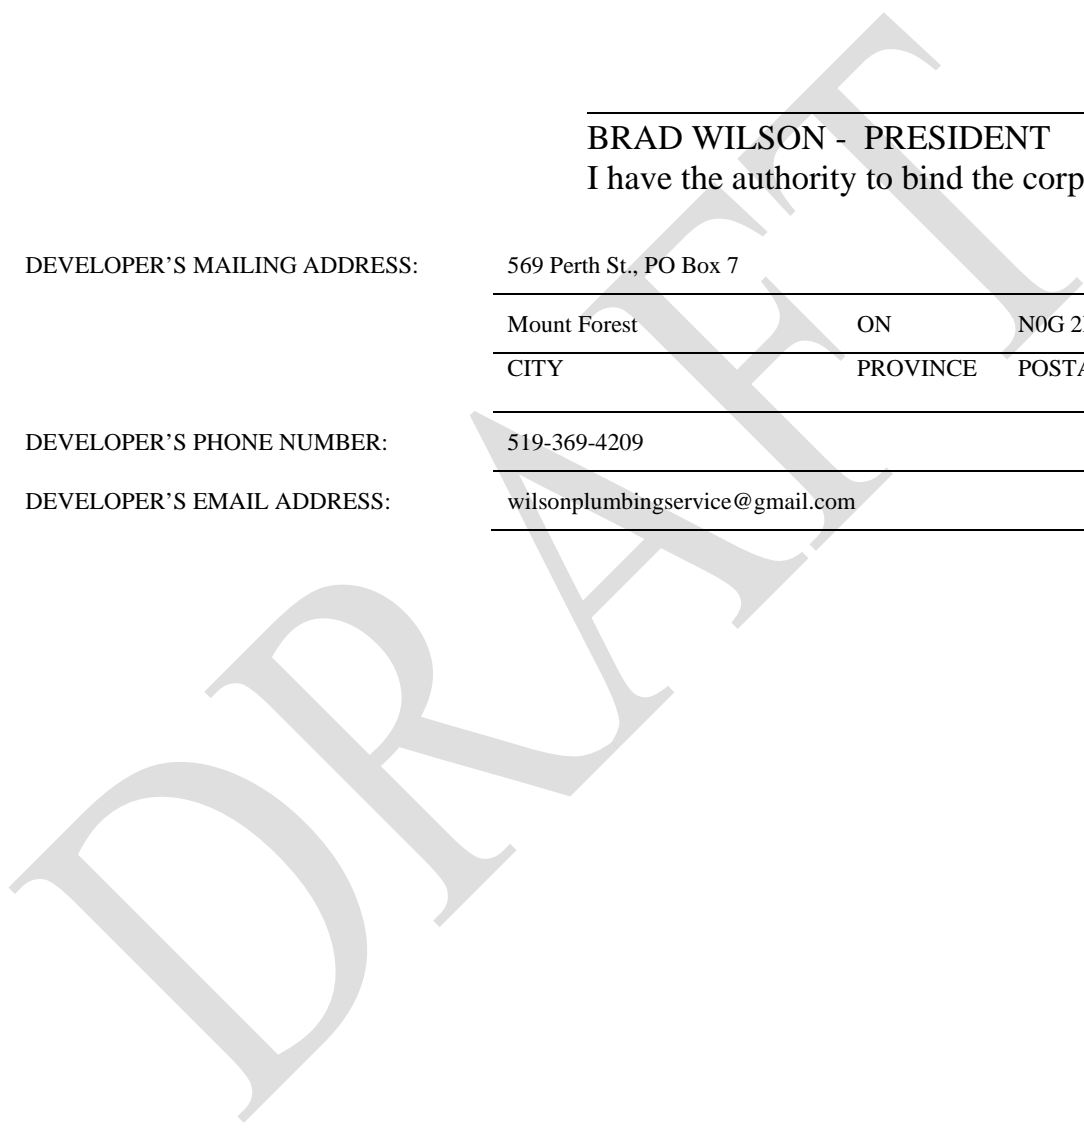 BRAD WILSON - PRESIDENT
I have the authority to bind the
DEVELOPER'S MAILING ADDRESS: 569 Perth St., PO Box 7
Mount Forest ON N0G
CITY PROVINCE
DEVELOPER'S PHONE NUMBER: 519-369-4209
DEVELOPER'S EMAIL ADDRESS: wilsonplumbingservice@gmail.com
DRAFT